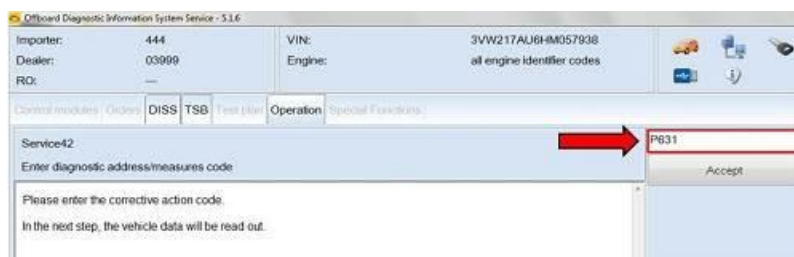 Offboard Diagnostic Information System Service - 5.1.6
Importer: 444 VIN: 3VW217AU6HM057938
Dealer: 03999 Engine: all engine identifier codes
RO: ---
Control modules Orders DISS TSB Test plan Operation Special Functions
Service42
P631
Enter diagnostic address/measures code
Accept
Please enter the corrective action code.
In the next step, the vehicle data will be read out.